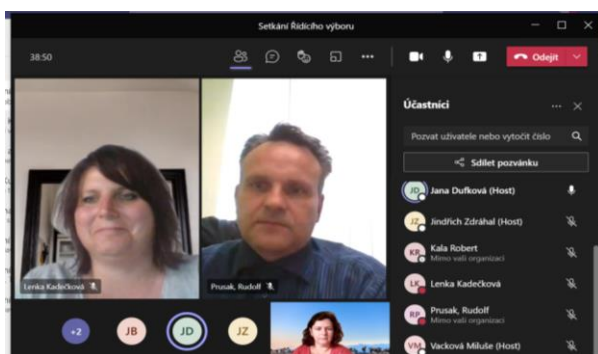 Setkání Řídícího výboru
38:50
Odejít
Účastníci
Pozvat uživatele nebo vytočit číslo
Sdílet pozvánku
JD Jana Dufková (Host)
JZ Jindřich Zdráhal (Host)
KR Kala Robert
Mimo vaši organizaci
LK Lenka Kadečková
RP Prusak, Rudolf
Mimo vaši organizaci
VM Vacková Miluše (Host)
Lenka Kadečková
Prusak, Rudolf
+2
JB
JD
JZ